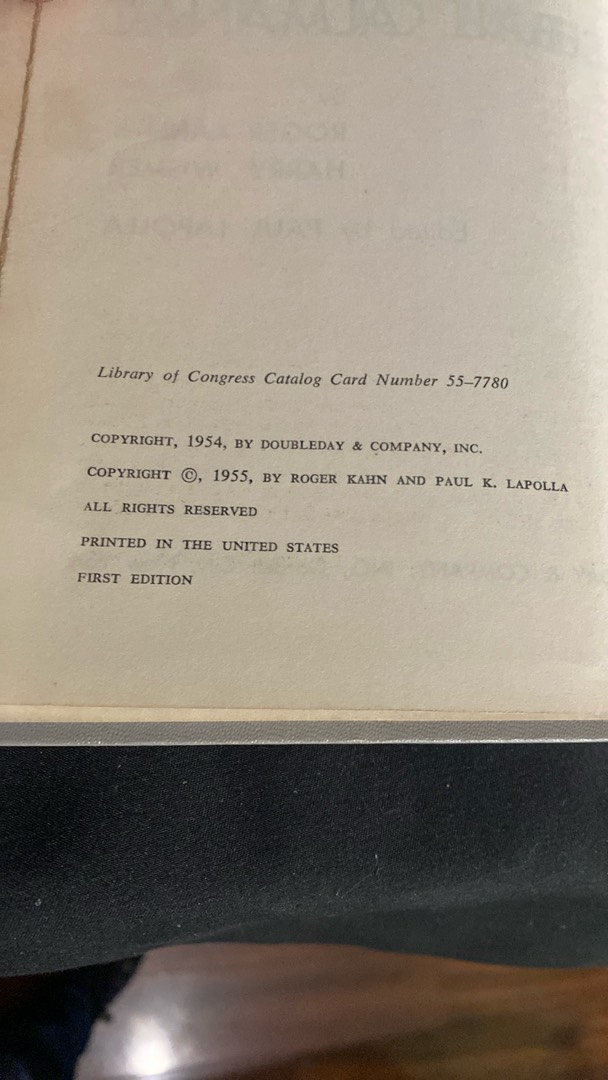 Library of Congress Catalog Card Number 55–7780
COPYRIGHT, 1954, BY DOUBLEDAY & COMPANY, INC.
COPYRIGHT ©, 1955, BY ROGER KAHN AND PAUL K. LAPOLLA
ALL RIGHTS RESERVED
PRINTED IN THE UNITED STATES
FIRST EDITION